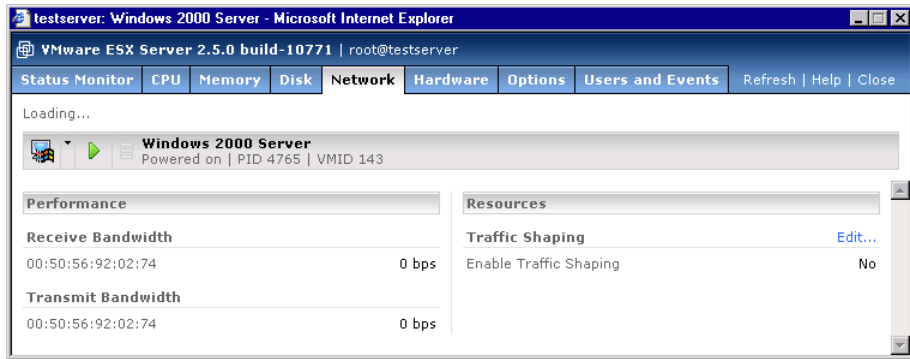 testserver: Windows 2000 Server - Microsoft Internet Explorer
VMware ESX Server 2.5.0 build-10771 | root@testserver
Status Monitor CPU Memory Disk Network Hardware Options Users and Events Refresh | Help | Close
Loading...
Windows 2000 Server
Powered on | PID 4765 | VMID 143
Performance
Receive Bandwidth
00:50:56:92:02:74 0 bps
Transmit Bandwidth
00:50:56:92:02:74 0 bps
Resources
Traffic Shaping Edit...
Enable Traffic Shaping No